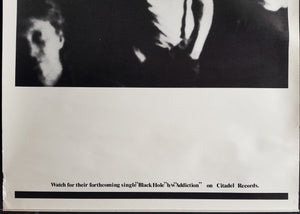 Watch for their forthcoming single "Black Hole" b/w "Addiction" on Citadel Records.